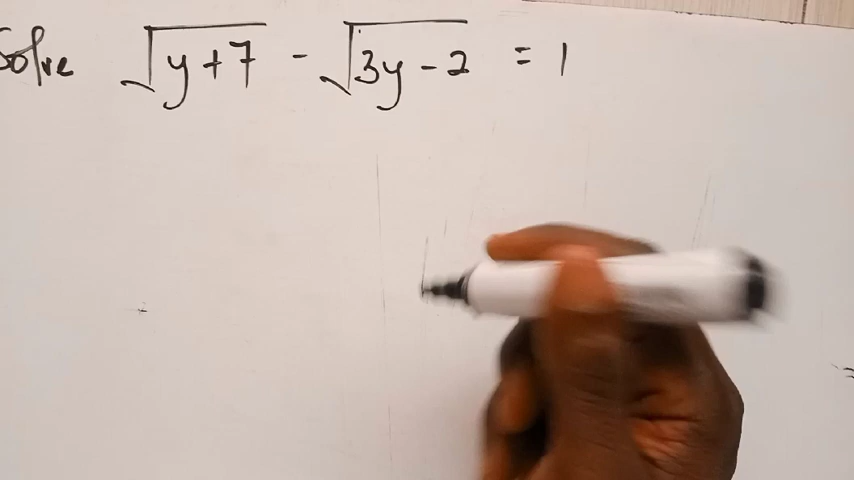 Solve √(y+7) - √(3y-2) = 1